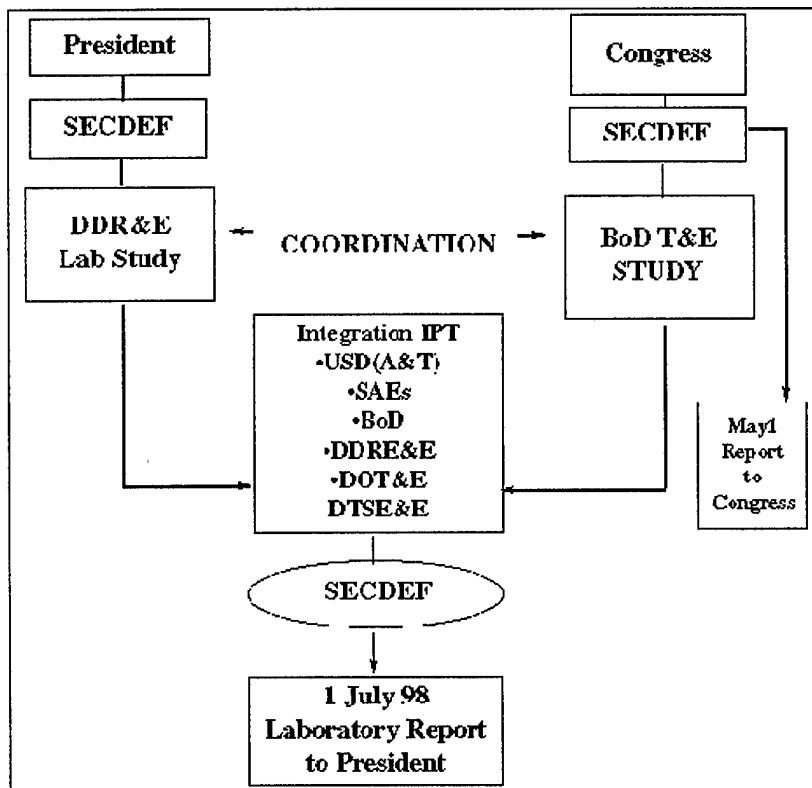 President
SECDEF
DDR&E
Lab Study
Congress
SECDEF
BoD T&E
STUDY
COORDINATION
Integration IPT
•USD(A&T)
•SAEs
•BoD
•DDRE&E
•DOT&E
DTSE&E
May1
Report
to
Congress
SECDEF
1 July 98
Laboratory Report
to President